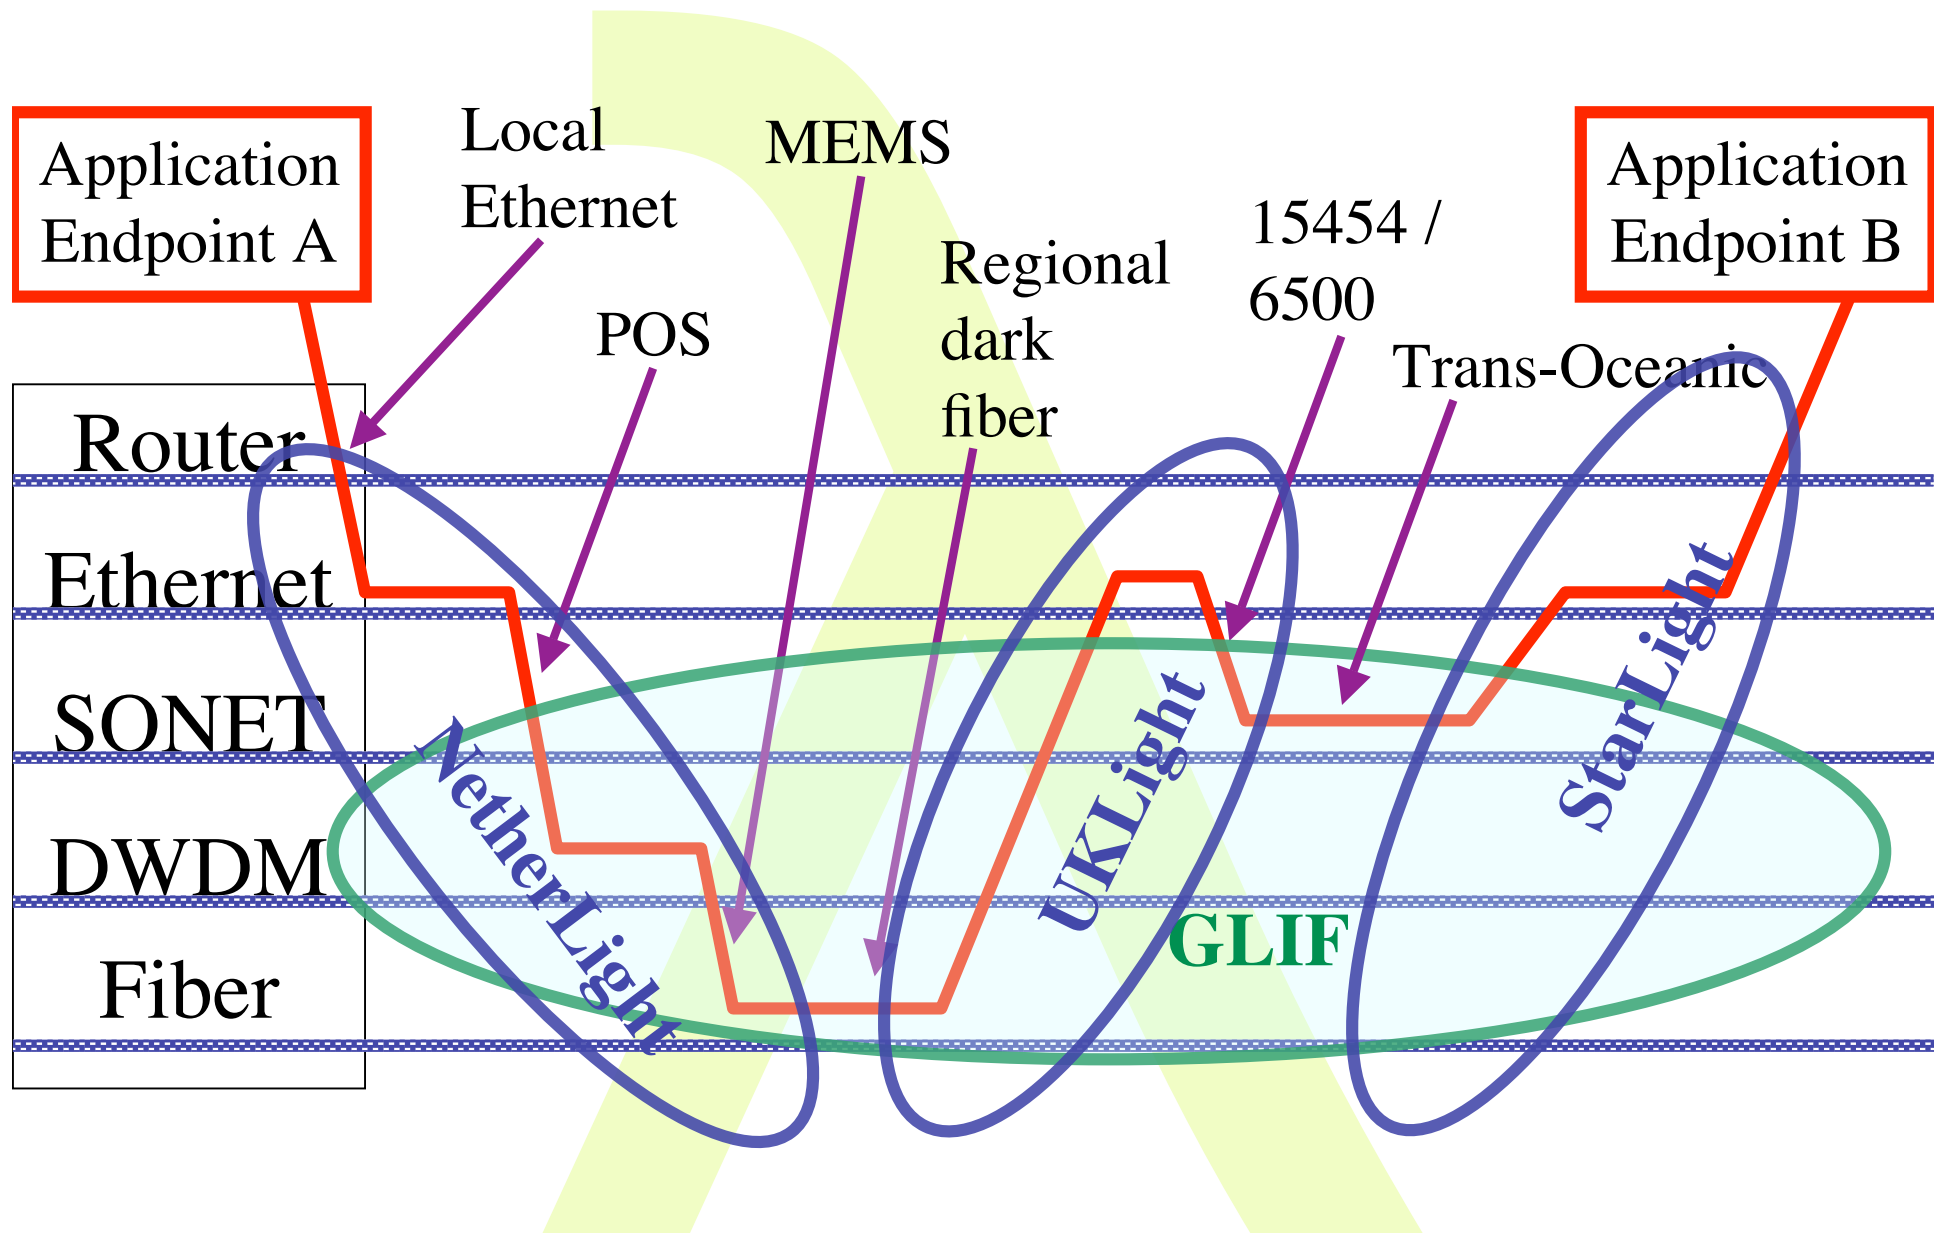 Application
Endpoint A
Local
Ethernet
MEMS
POS
Regional
dark
fiber
15454 /
6500
Trans-Oceanic
Application
Endpoint B
Router
Ethernet
SONET
DWDM
Fiber
NetherLight
UKLight
StarLight
GLIF